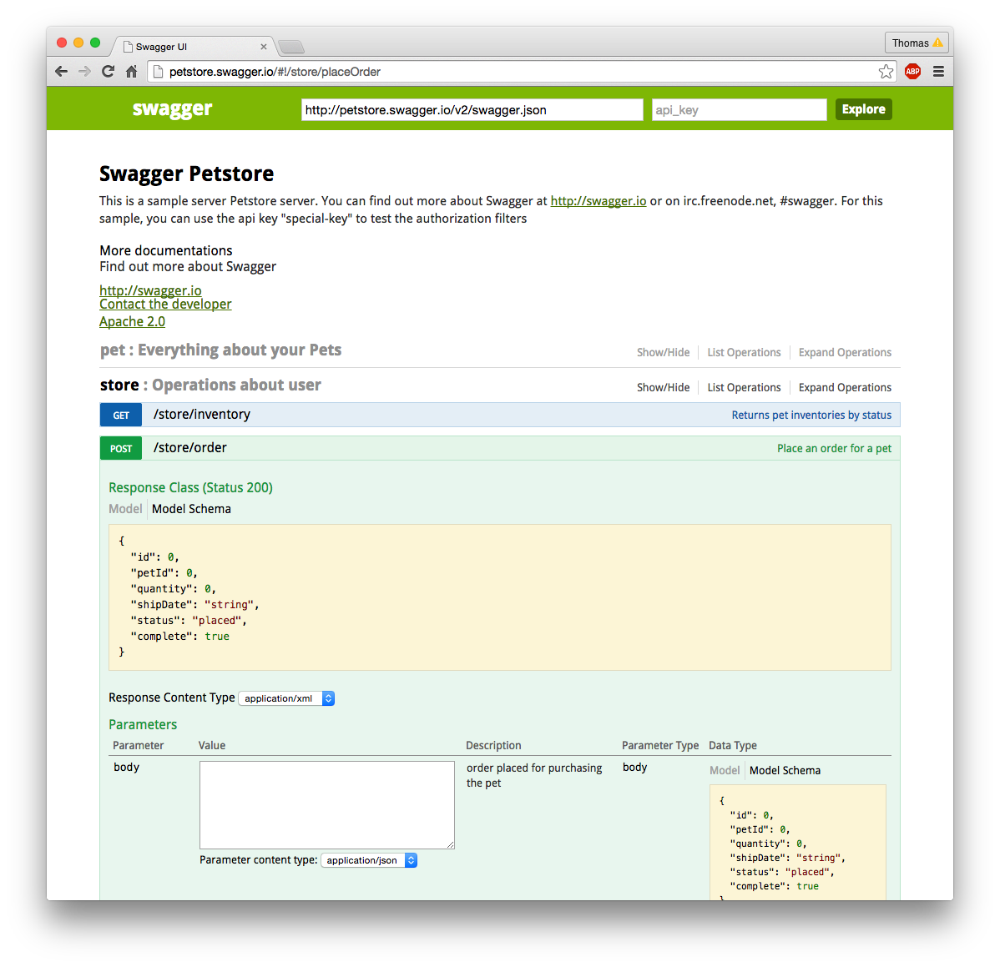 Swagger UI
Thomas
petstore.swagger.io/#!/store/placeOrder
ABP
swagger
http://petstore.swagger.io/v2/swagger.json
api_key
Explore
Swagger Petstore
This is a sample server Petstore server. You can find out more about Swagger at http://swagger.io or on irc.freenode.net, #swagger. For this
sample, you can use the api key "special-key" to test the authorization filters
More documentations
Find out more about Swagger
http://swagger.io
Contact the developer
Apache 2.0
pet : Everything about your Pets Show/Hide List Operations Expand Operations
store : Operations about user Show/Hide List Operations Expand Operations
GET /store/inventory Returns pet inventories by status
POST /store/order Place an order for a pet
Response Class (Status 200)
Model Model Schema
{
"id": 0,
"petId": 0,
"quantity": 0,
"shipDate": "string",
"status": "placed",
"complete": true
}
Response Content Type application/xml
Parameters
Parameter Value Description Parameter Type Data Type
body
order placed for purchasing
the pet
body
Model Model Schema
{
"id": 0,
"petId": 0,
"quantity": 0,
"shipDate": "string",
"status": "placed",
"complete": true
}
Parameter content type: application/json